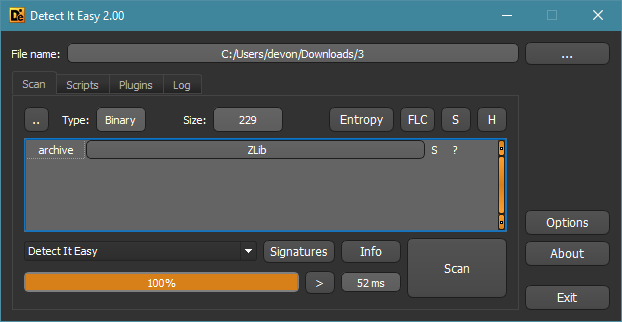 Detect It Easy 2.00
File name: C:/Users/devon/Downloads/3 ...
Scan Scripts Plugins Log
.. Type: Binary Size: 229 Entropy FLC S H
archive ZLib S ?
Options
Detect It Easy Signatures Info Scan About
100% > 52 ms
Exit